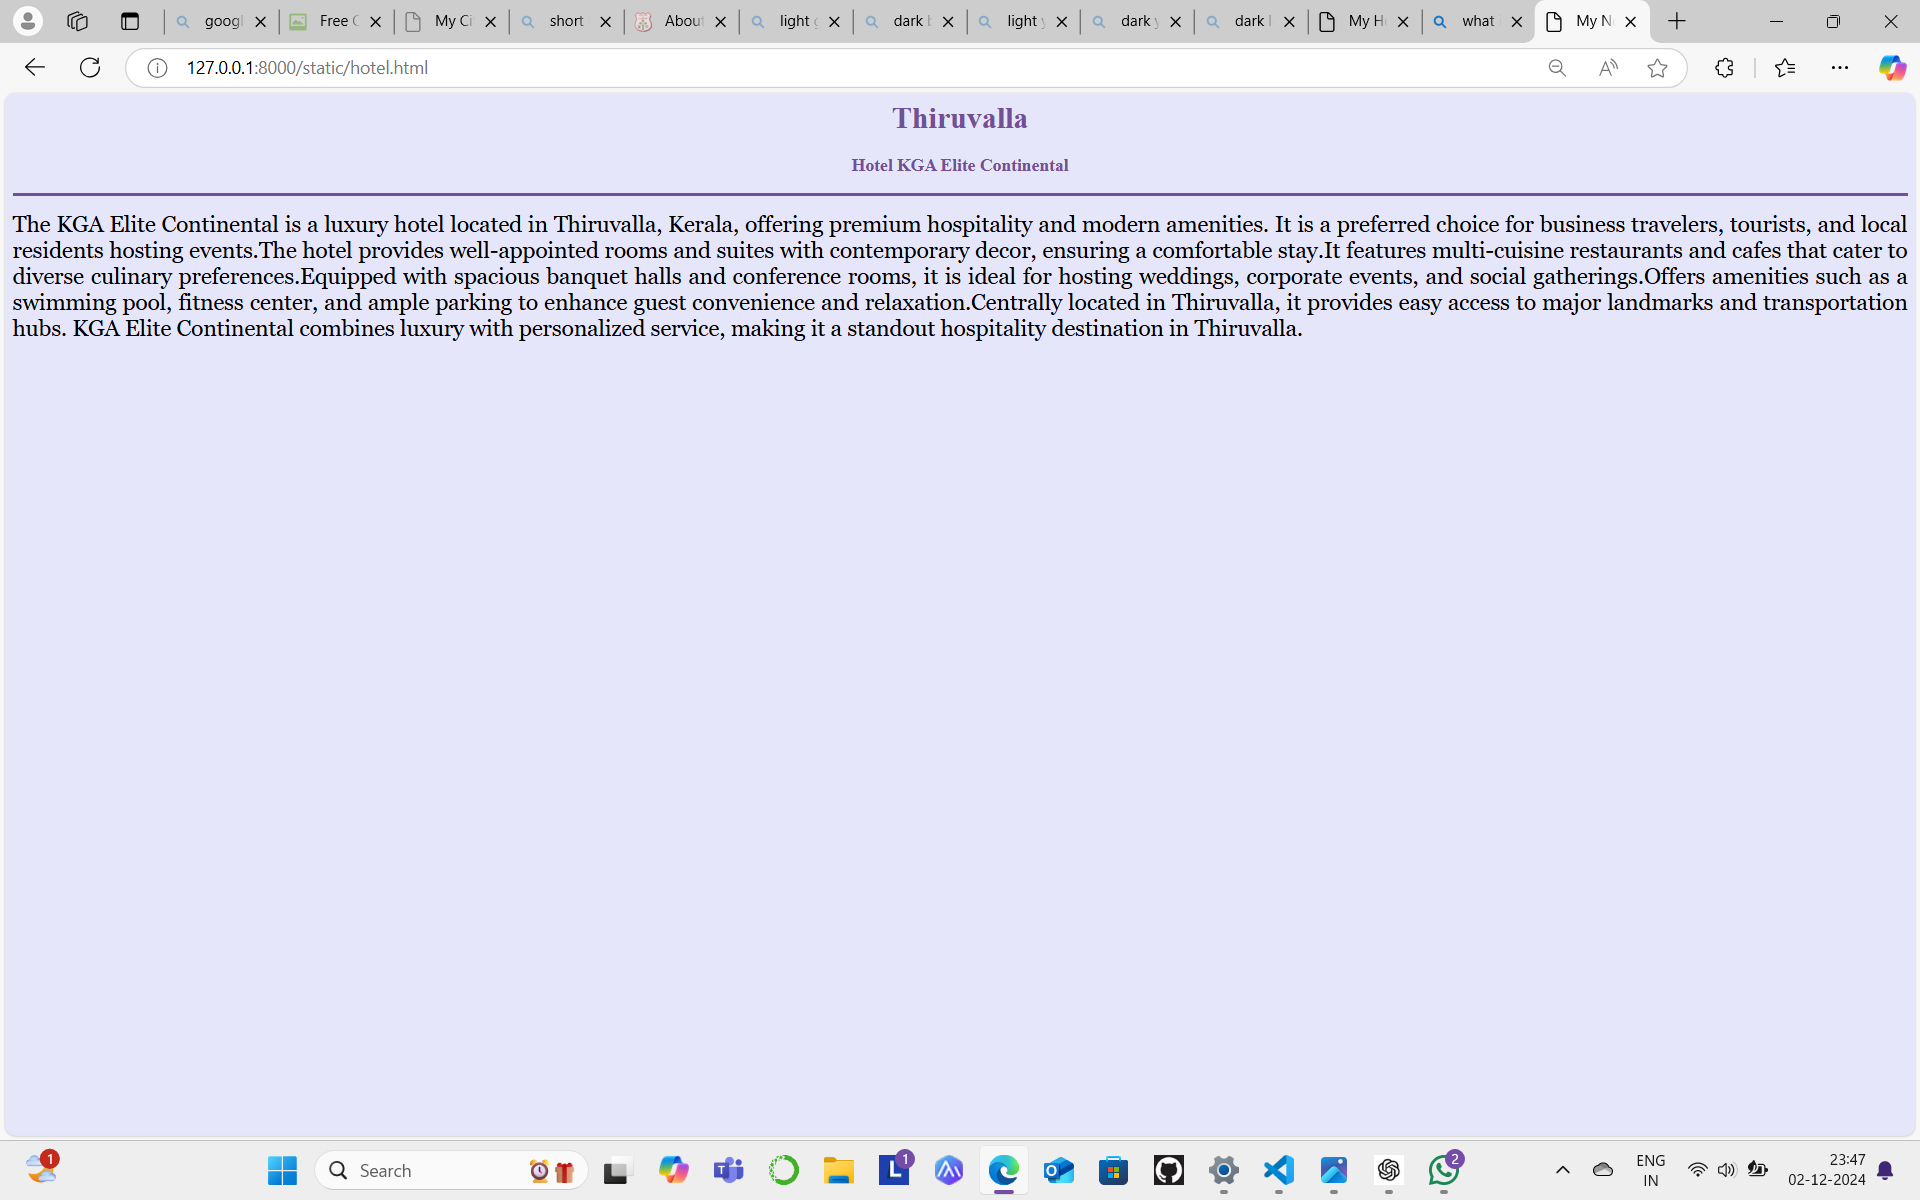 googl
Free C
My Ci
short
About
light g
dark b
light y
dark y
dark l
My H
what
My N
127.0.0.1:8000/static/hotel.html
Thiruvalla
Hotel KGA Elite Continental
The KGA Elite Continental is a luxury hotel located in Thiruvalla, Kerala, offering premium hospitality and modern amenities. It is a preferred choice for business travelers, tourists, and local
residents hosting events.The hotel provides well-appointed rooms and suites with contemporary decor, ensuring a comfortable stay.It features multi-cuisine restaurants and cafes that cater to
diverse culinary preferences.Equipped with spacious banquet halls and conference rooms, it is ideal for hosting weddings, corporate events, and social gatherings.Offers amenities such as a
swimming pool, fitness center, and ample parking to enhance guest convenience and relaxation.Centrally located in Thiruvalla, it provides easy access to major landmarks and transportation
hubs. KGA Elite Continental combines luxury with personalized service, making it a standout hospitality destination in Thiruvalla.
1
Search
1
2
ENG
IN
23:47
02-12-2024